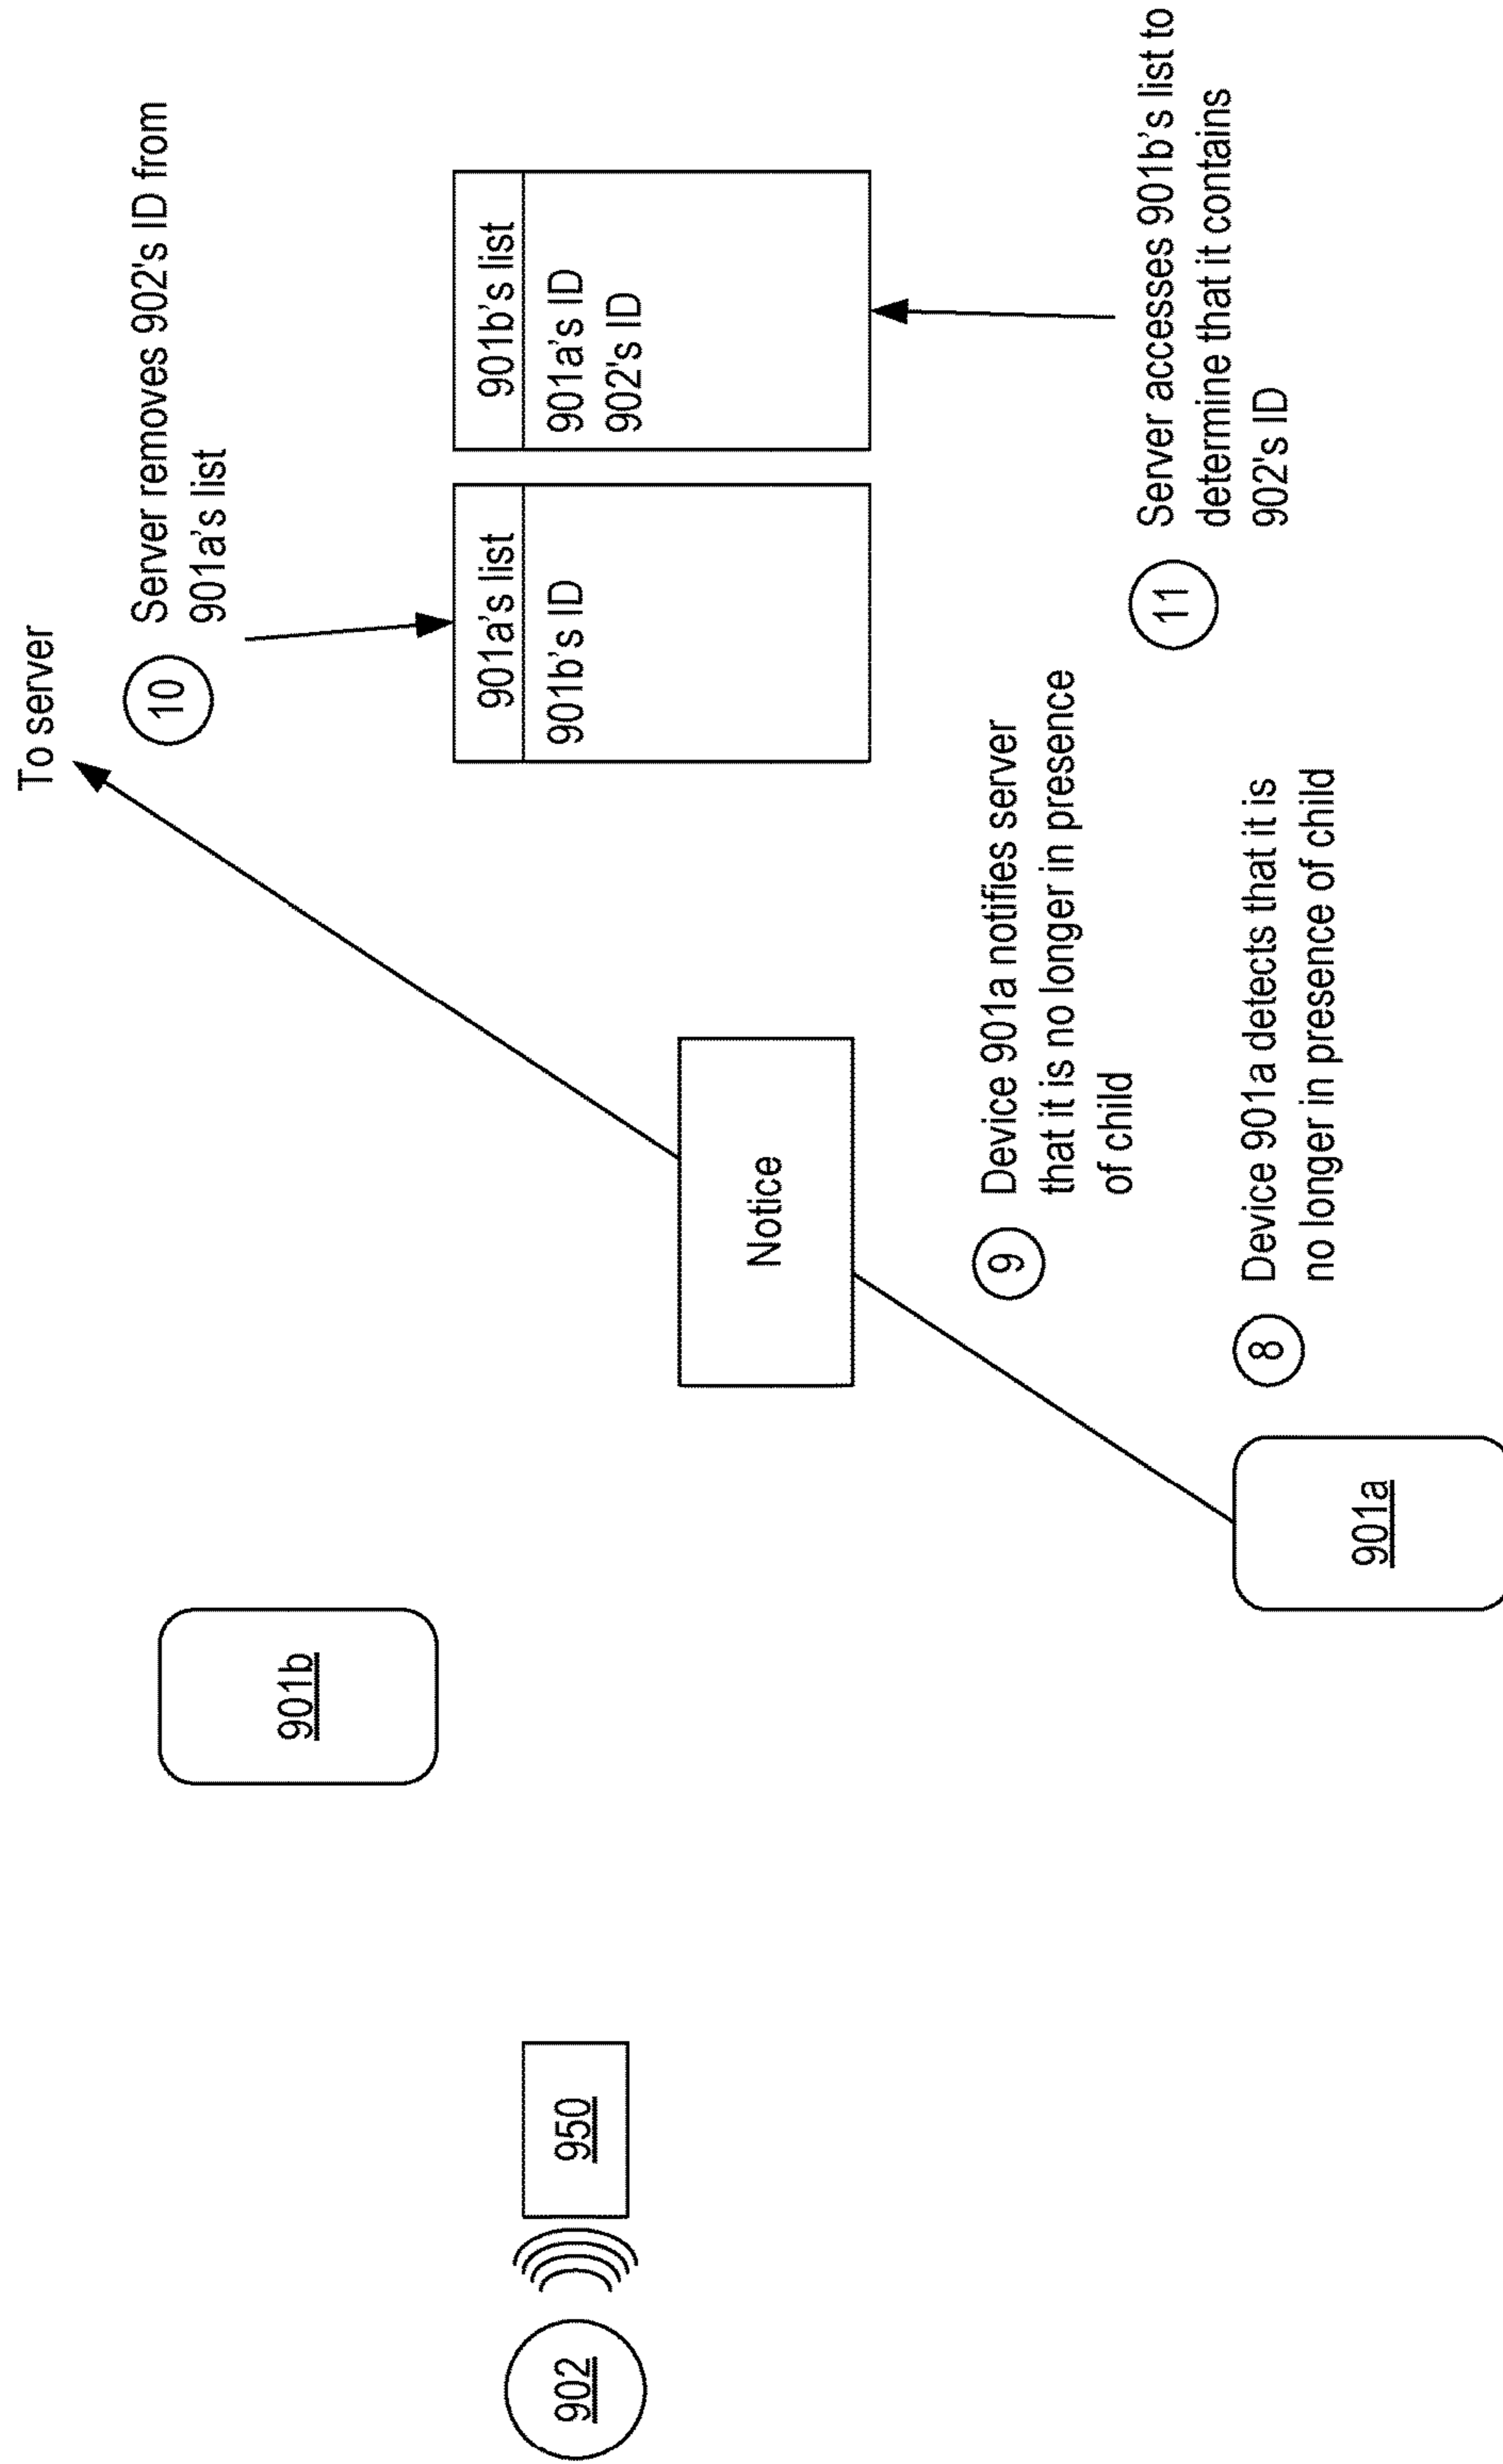 To server
10
Server removes 902's ID from
901a's list
901b
901a's list
901b's ID
901b's list
901a's ID
902's ID
902
950
Notice
9
Device 901a notifies server
that it is no longer in presence
of child
11
Server accesses 901b's list to
determine that it contains
902's ID
8
Device 901a detects that it is
no longer in presence of child
901a